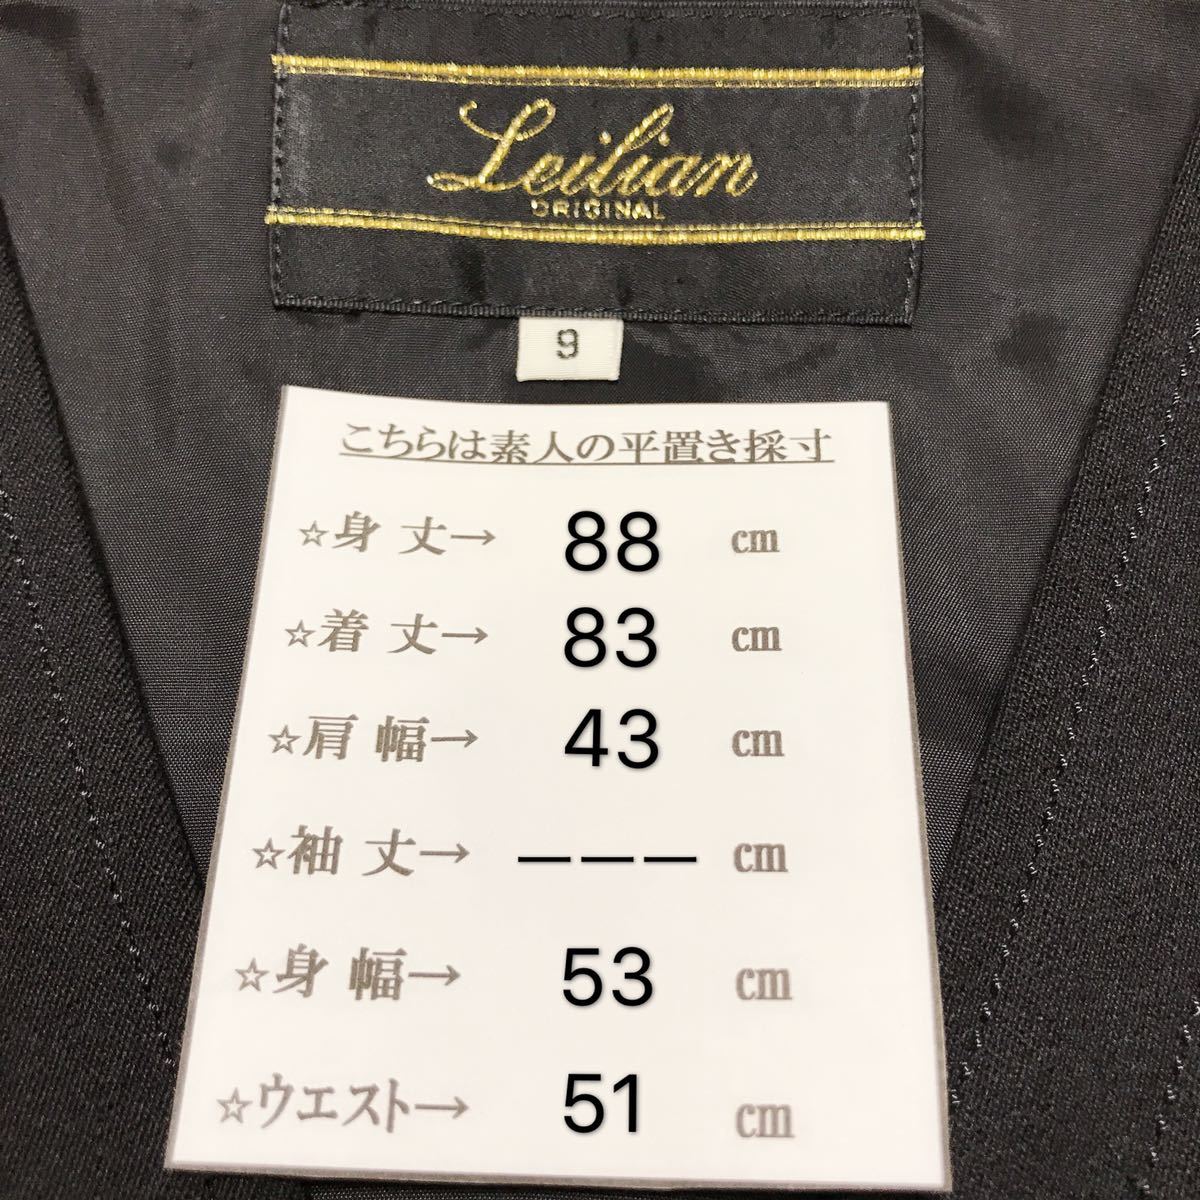 Leilian
ORIGINAL
9
こちらは素人の平置き採寸
☆身 丈→ 88 ㎝
☆着 丈→ 83 ㎝
☆肩 幅→ 43 ㎝
☆袖 丈→ ––– ㎝
☆身 幅→ 53 ㎝
☆ウエスト→ 51 ㎝